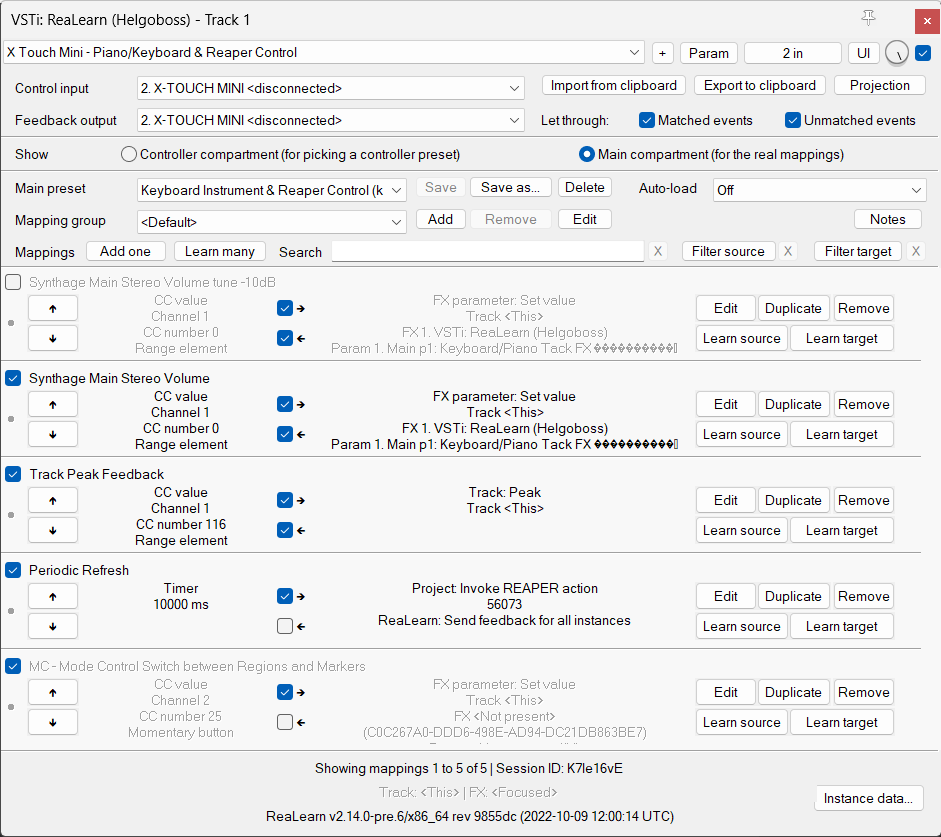 VSTi: ReaLearn (Helgoboss) - Track 1
X Touch Mini - Piano/Keyboard & Reaper Control
+
Param
2 in
UI
Control input
2. X-TOUCH MINI <disconnected>
Import from clipboard
Export to clipboard
Projection
Feedback output
2. X-TOUCH MINI <disconnected>
Let through:
Matched events
Unmatched events
Show
Controller compartment (for picking a controller preset)
Main compartment (for the real mappings)
Main preset
Keyboard Instrument & Reaper Control (k
Save
Save as...
Delete
Auto-load
Off
Mapping group
<Default>
Add
Remove
Edit
Notes
Mappings
Add one
Learn many
Search
X
Filter source
X
Filter target
X
Synthage Main Stereo Volume tune -10dB
CC value
Channel 1
CC number 0
Range element
FX parameter: Set value
Track <This>
FX 1. VSTi: ReaLearn (Helgoboss)
Param 1. Main p1: Keyboard/Piano Tack FX �����������
Edit
Duplicate
Remove
Learn source
Learn target
Synthage Main Stereo Volume
CC value
Channel 1
CC number 0
Range element
FX parameter: Set value
Track <This>
FX 1. VSTi: ReaLearn (Helgoboss)
Param 1. Main p1: Keyboard/Piano Tack FX �����������
Edit
Duplicate
Remove
Learn source
Learn target
Track Peak Feedback
CC value
Channel 1
CC number 116
Range element
Track: Peak
Track <This>
Edit
Duplicate
Remove
Learn source
Learn target
Periodic Refresh
Timer
10000 ms
Project: Invoke REAPER action
56073
ReaLearn: Send feedback for all instances
Edit
Duplicate
Remove
Learn source
Learn target
MC - Mode Control Switch between Regions and Markers
CC value
Channel 2
CC number 25
Momentary button
FX parameter: Set value
Track <This>
FX <Not present>
(C0C267A0-DDD6-498E-AD94-DC21DB863BE7)
Edit
Duplicate
Remove
Learn source
Learn target
Showing mappings 1 to 5 of 5 | Session ID: K7le16vE
Track: <This> | FX: <Focused>
Instance data...
ReaLearn v2.14.0-pre.6/x86_64 rev 9855dc (2022-10-09 12:00:14 UTC)